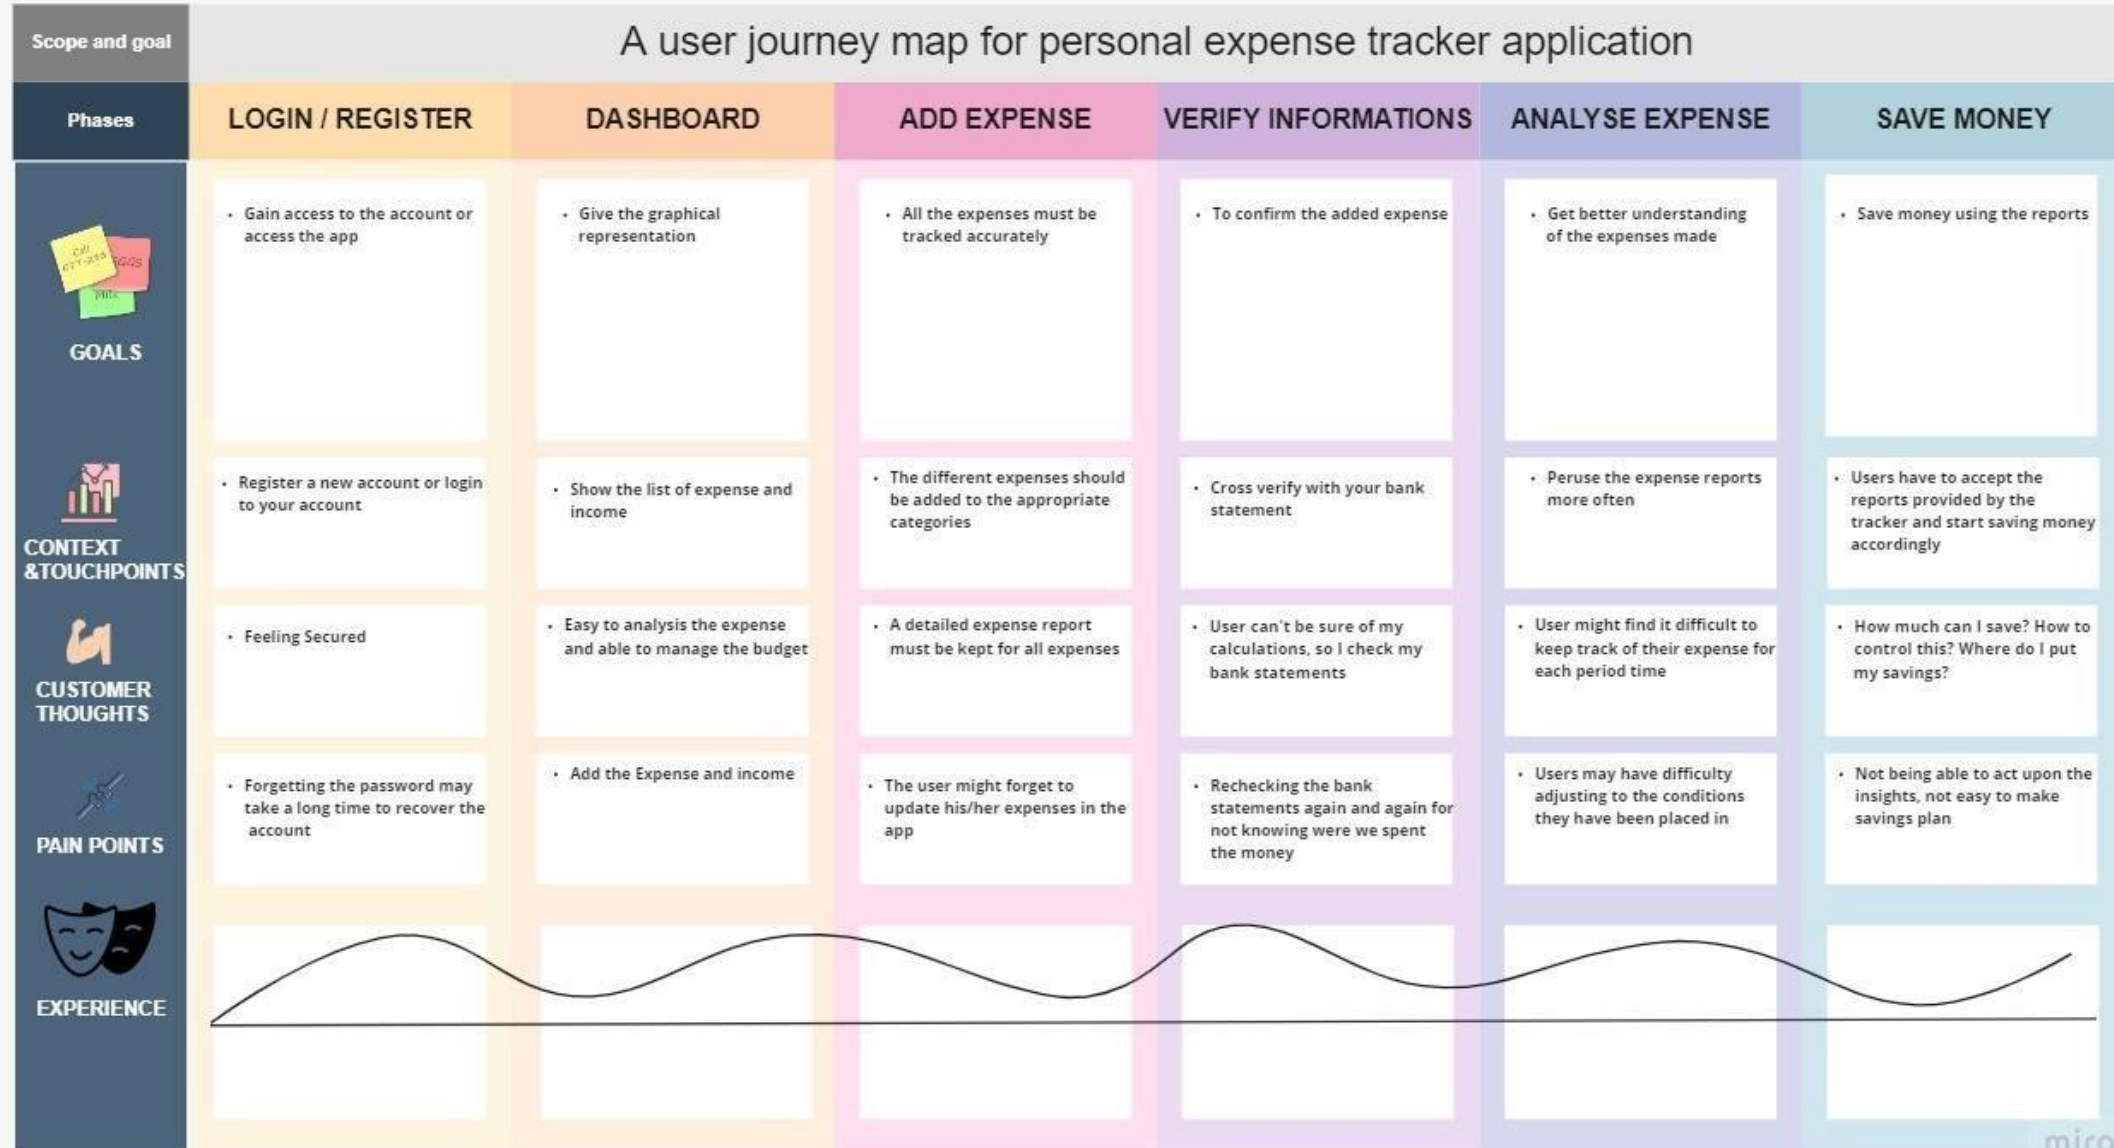 Scope and goal
A user journey map for personal expense tracker application
Phases
LOGIN / REGISTER
DASHBOARD
ADD EXPENSE
VERIFY INFORMATIONS
ANALYSE EXPENSE
SAVE MONEY
GOALS
• Gain access to the account or
access the app
• Give the graphical
representation
• All the expenses must be
tracked accurately
• To confirm the added expense
• Get better understanding
of the expenses made
• Save money using the reports
CONTEXT
&TOUCHPOINTS
• Register a new account or login
to your account
• Show the list of expense and
income
• The different expenses should
be added to the appropriate
categories
• Cross verify with your bank
statement
• Peruse the expense reports
more often
• Users have to accept the
reports provided by the
tracker and start saving money
accordingly
CUSTOMER
THOUGHTS
• Feeling Secured
• Easy to analysis the expense
and able to manage the budget
• A detailed expense report
must be kept for all expenses
• User can't be sure of my
calculations, so I check my
bank statements
• User might find it difficult to
keep track of their expense for
each period time
• How much can I save? How to
control this? Where do I put
my savings?
PAIN POINTS
• Forgetting the password may
take a long time to recover the
account
• Add the Expense and income
• The user might forget to
update his/her expenses in the
app
• Rechecking the bank
statements again and again for
not knowing were we spent
the money
• Users may have difficulty
adjusting to the conditions
they have been placed in
• Not being able to act upon the
insights, not easy to make
savings plan
EXPERIENCE
miro